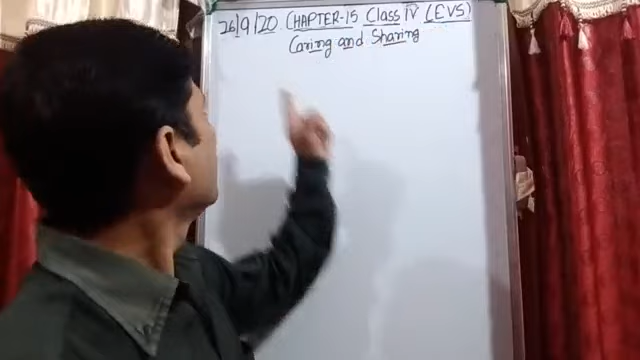 26/9/20. CHAPTER-15 Class IV (EVS)
Caring and Sharing